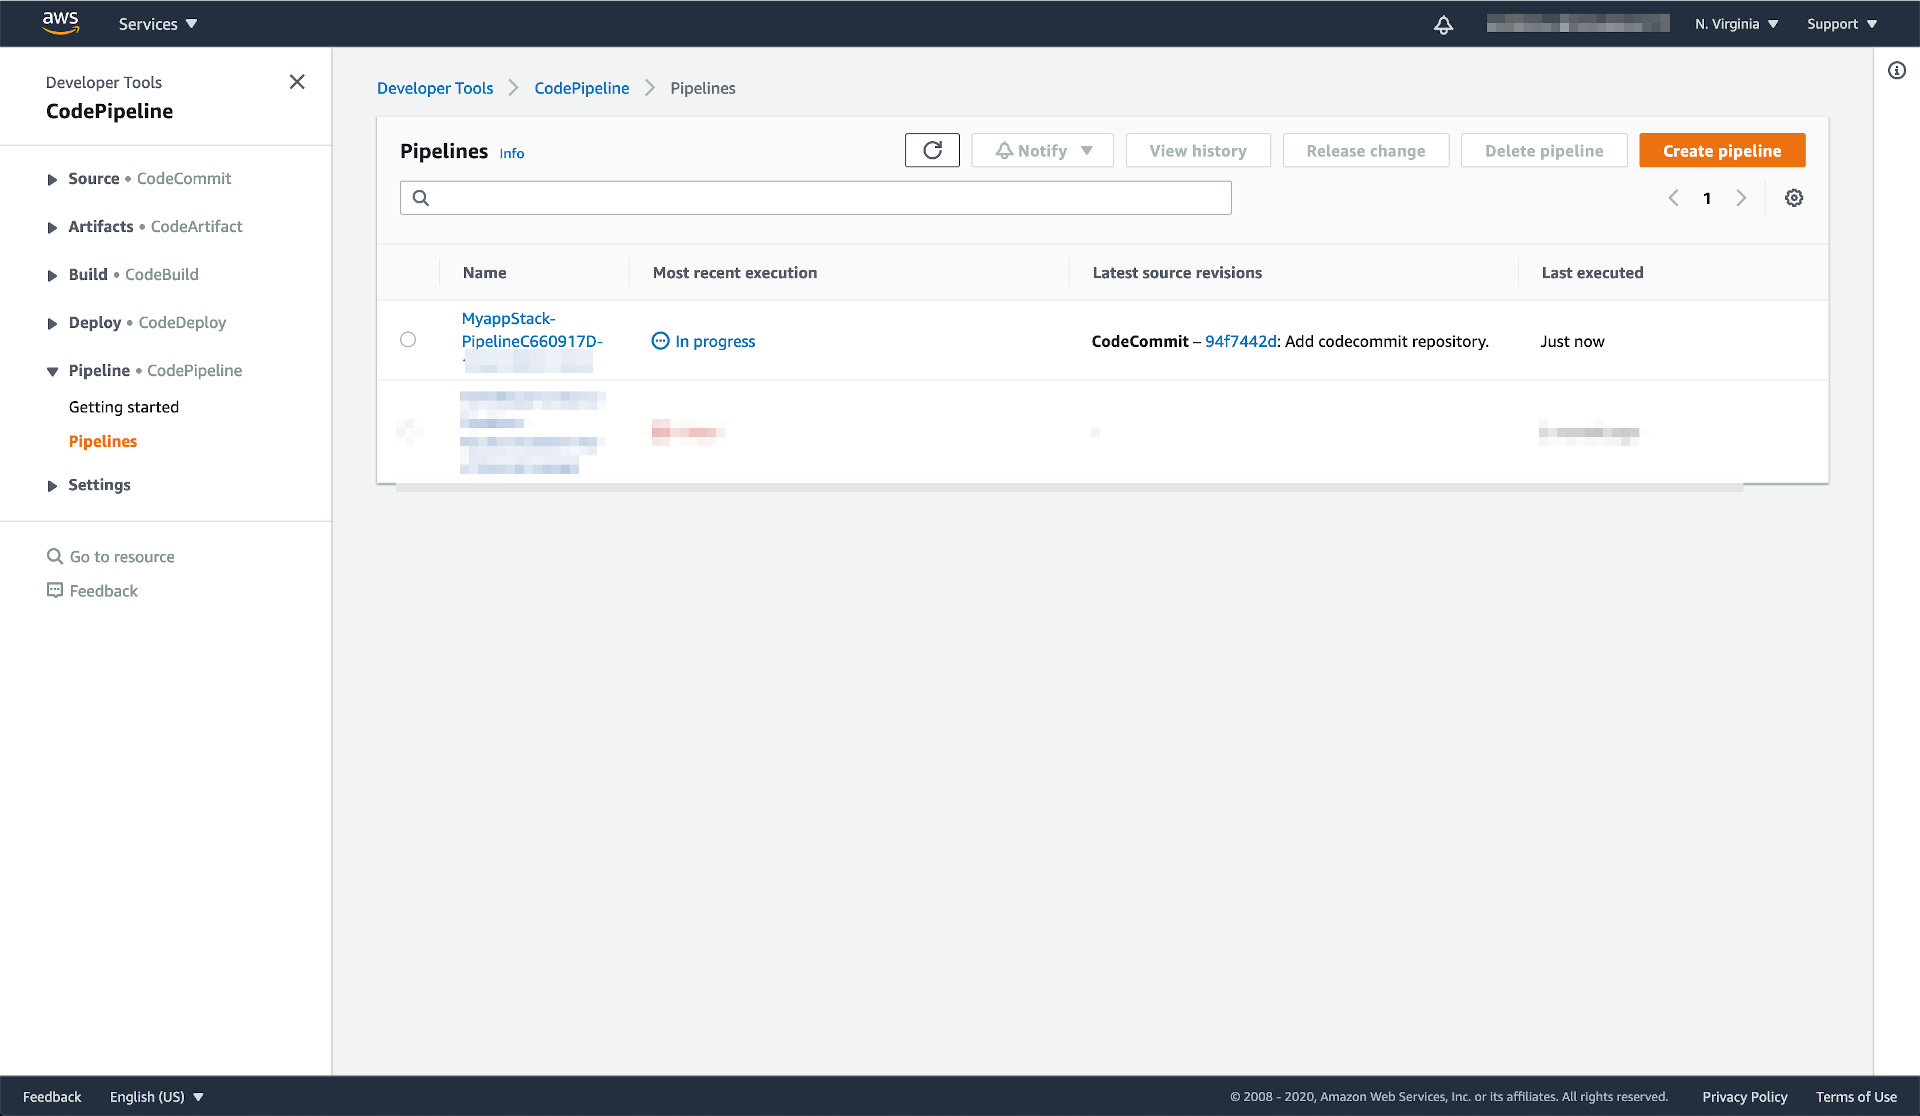 aws Services N. Virginia Support
Developer Tools
CodePipeline
Source • CodeCommit
Artifacts • CodeArtifact
Build • CodeBuild
Deploy • CodeDeploy
Pipeline • CodePipeline
Getting started
Pipelines
Settings
Go to resource
Feedback
Developer Tools CodePipeline Pipelines
Pipelines Info Notify View history Release change Delete pipeline Create pipeline
1
Name Most recent execution Latest source revisions Last executed
MyappStack-
PipelineC660917D-
In progress CodeCommit – 94f7442d: Add codecommit repository. Just now
Feedback English (US) © 2008 - 2020, Amazon Web Services, Inc. or its affiliates. All rights reserved. Privacy Policy Terms of Use